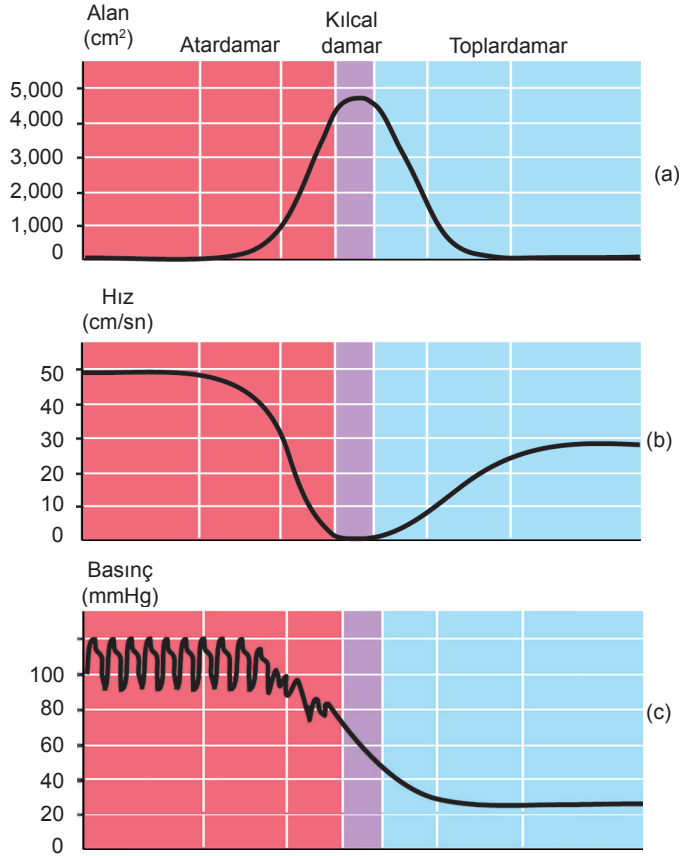 Alan
(cm²)
Atardamar
Kılcal
damar
Toplardamar
5,000
4,000
3,000
2,000
1,000
0
(a)
Hız
(cm/sn)
50
40
30
20
10
0
(b)
Basınç
(mmHg)
100
80
60
40
20
0
(c)